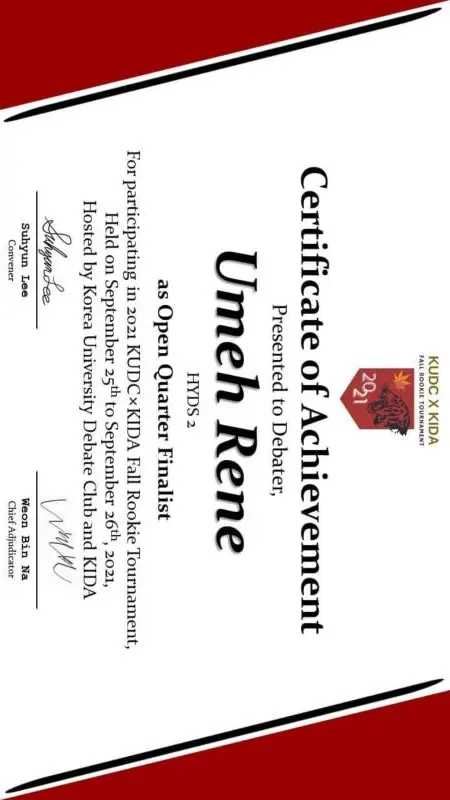 KUDC X KIDA
FALL ROOKIE TOURNAMENT
2021
Certificate of Achievement
Presented to Debater,
Umeh Rene
HYDS 2
as Open Quarter Finalist
For participating in 2021 KUDC×KIDA Fall Rookie Tournament,
Held on September 25th to September 26th, 2021,
Hosted by Korea University Debate Club and KIDA
Suhyun Lee
Suhyun Lee
Convener
Weon Bin Na
Chief Adjudicator